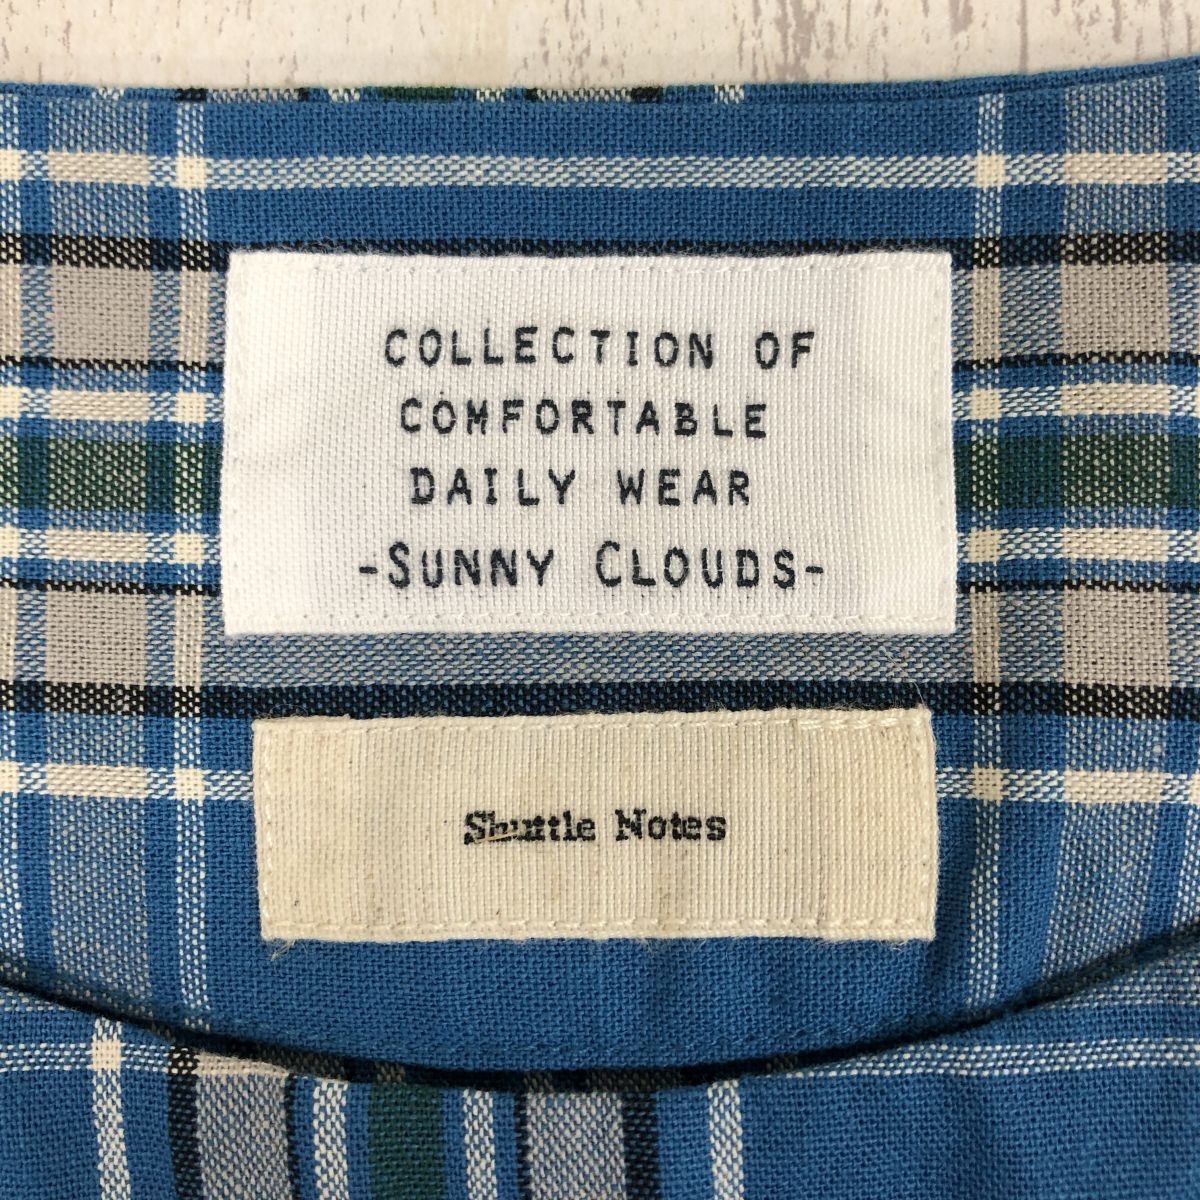 COLLECTION OF
COMFORTABLE
DAILY WEAR
-SUNNY CLOUDS-
Shuttle Notes